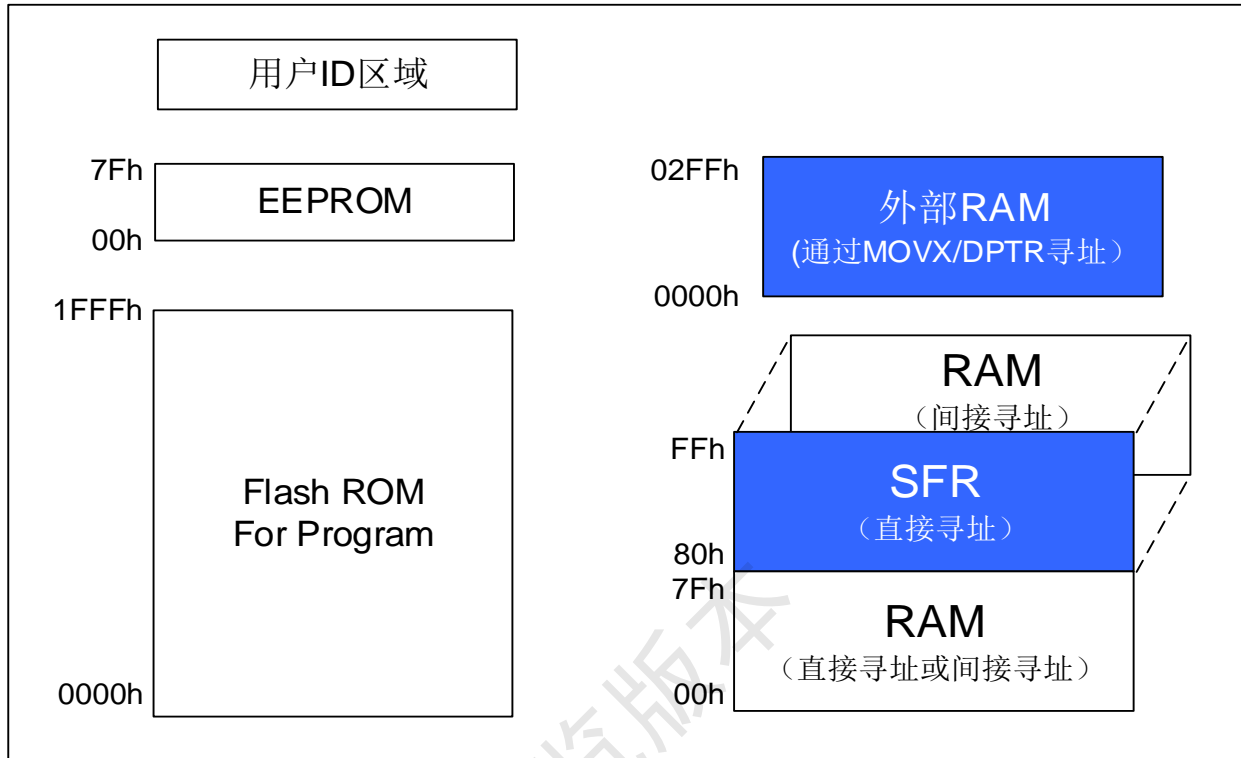 用户ID区域
7Fh
EEPROM
00h
1FFFh
Flash ROM
For Program
0000h
02FFh
外部RAM
(通过MOVX/DPTR寻址）
0000h
RAM
（间接寻址）
FFh
SFR
（直接寻址）
80h
7Fh
RAM
（直接寻址或间接寻址）
00h
览版本